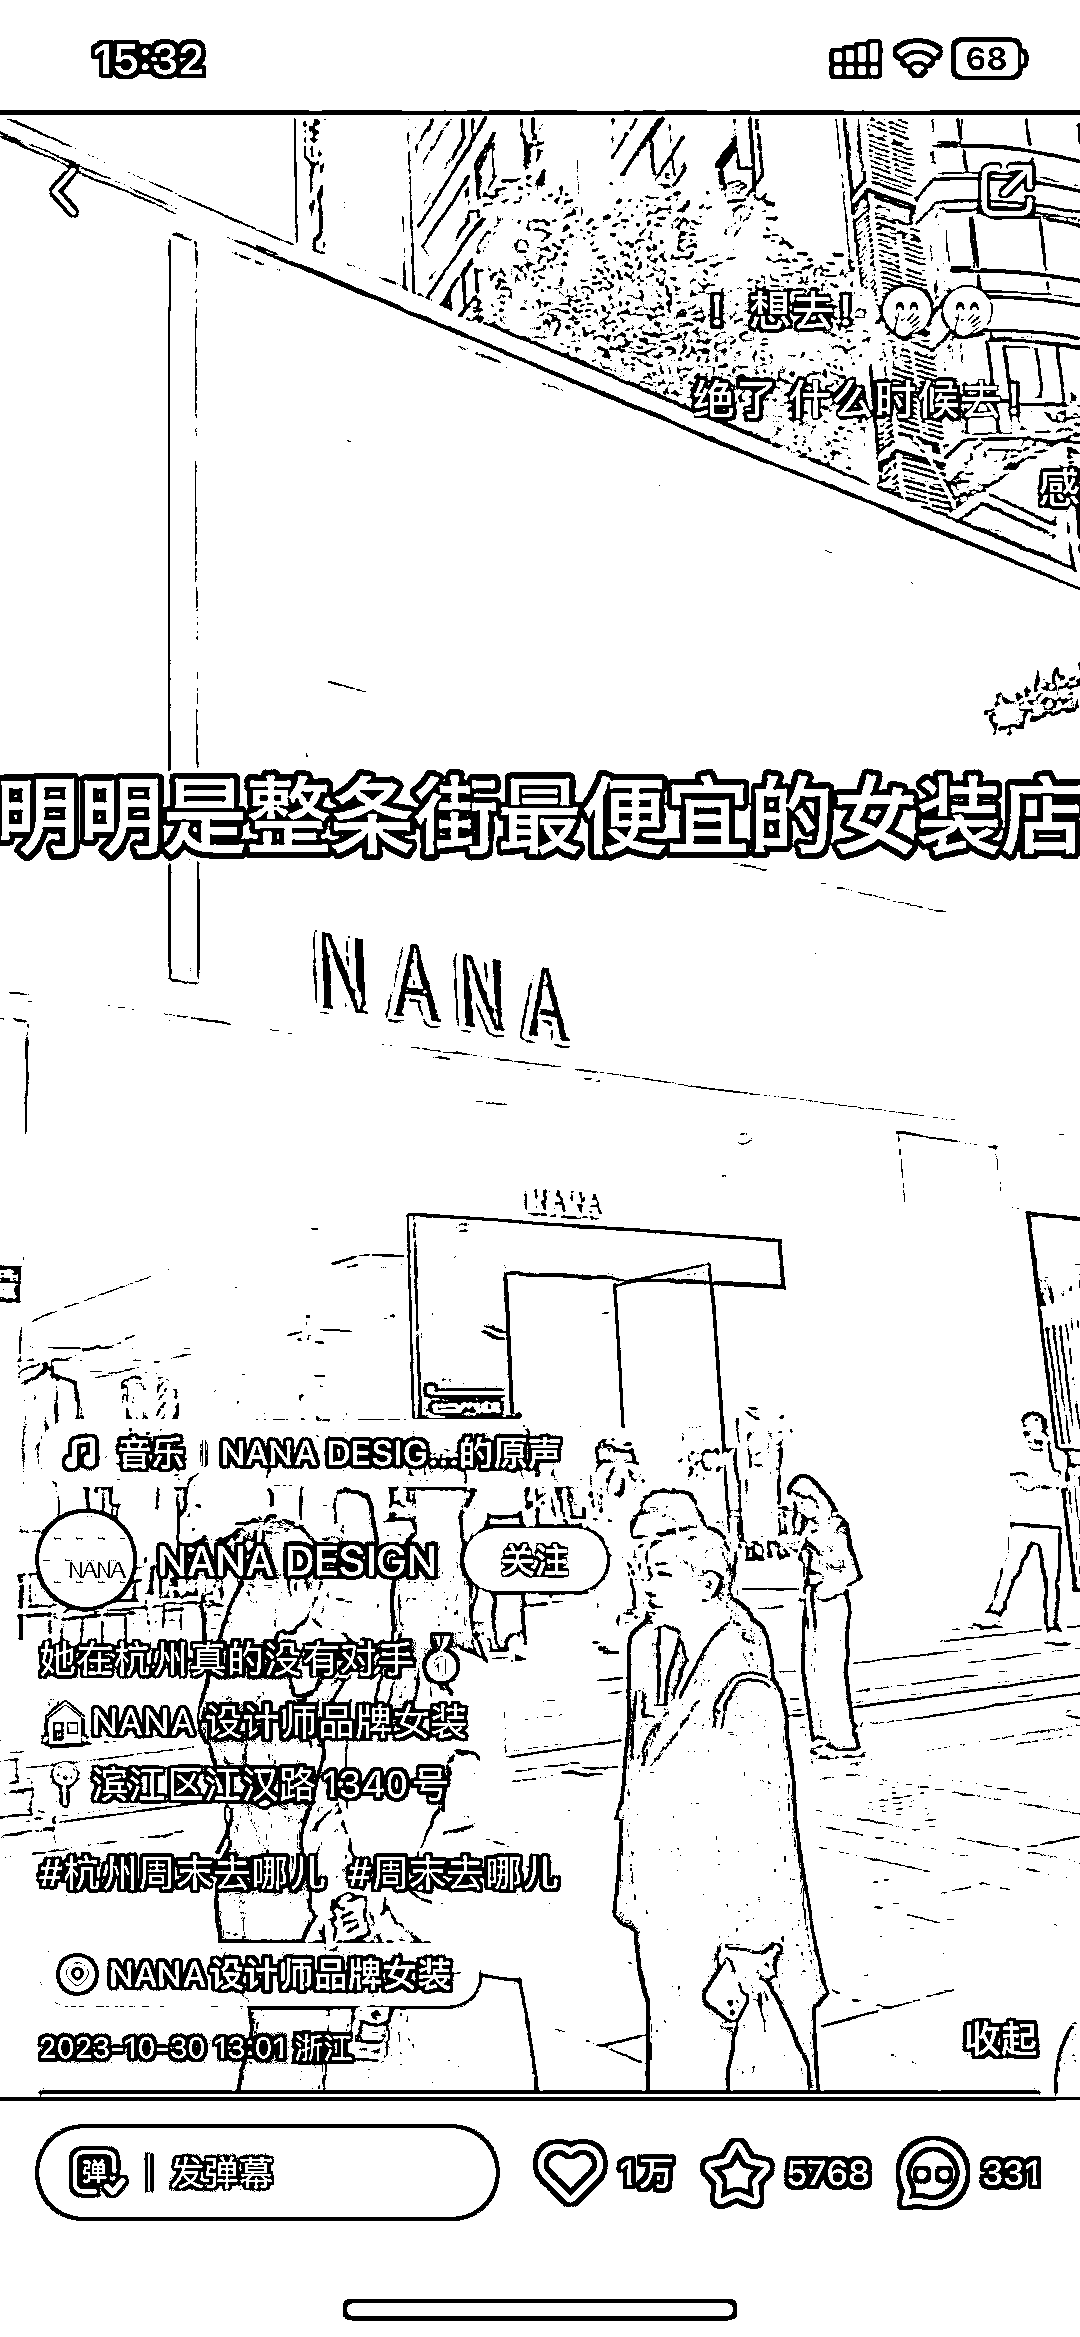 15:32
68
！想去！
绝了 什么时候去！
感
明明是整条街最便宜的女装店
NANA
NANA
音乐 | NANA DESIG...的原声
NANA
NANA DESIGN
关注
她在杭州真的没有对手
NANA 设计师品牌女装
滨江区江汉路1340号
#杭州周末去哪儿 #周末去哪儿
NANA设计师品牌女装
2023-10-30 13:01 浙江
收起
弹 | 发弹幕
1万
5768
331